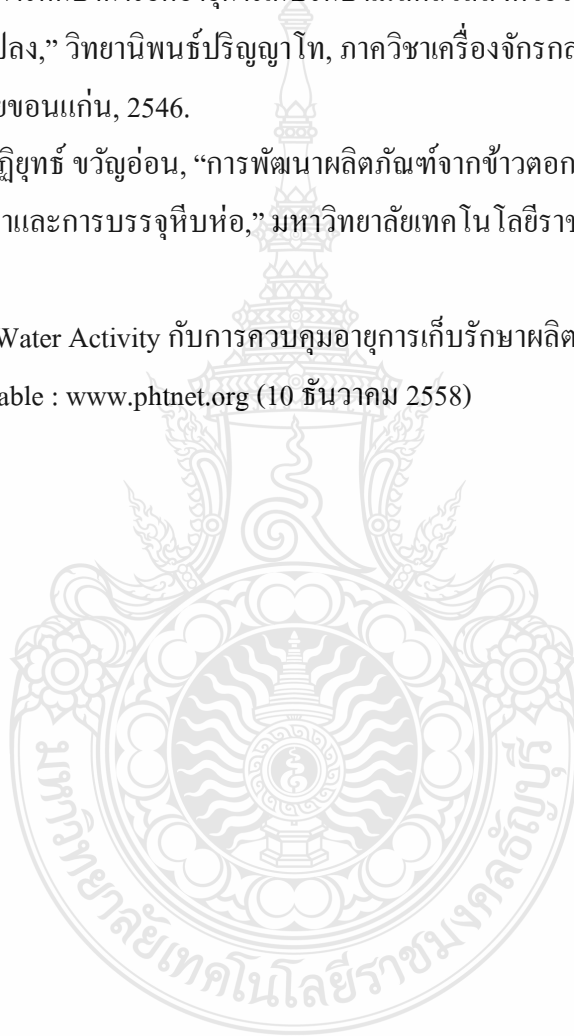 ปลง,” วิทยานิพนธ์ปริญญาโท, ภาควิชาเครื่องจักรกล
ยขอนแก่น, 2546.
ฏิยุทธ์ ขวัญอ่อน, “การพัฒนาผลิตภัณฑ์จากข้าวตอก
าและการบรรจุหีบห่อ,” มหาวิทยาลัยเทคโนโลยีราช
Water Activity กับการควบคุมอายุการเก็บรักษาผลิต
able : www.phtnet.org (10 ธันวาคม 2558)
มหาวิทยาลัยเทคโนโลยีราชมงคลธัญบุรี